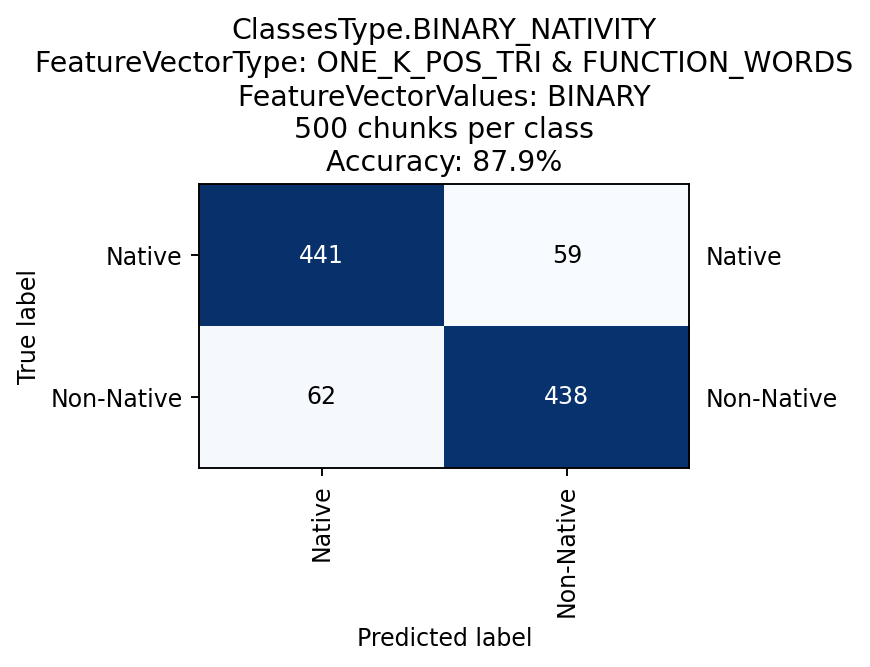 ClassesType.BINARY_NATIVITY
FeatureVectorType: ONE_K_POS_TRI & FUNCTION_WORDS
FeatureVectorValues: BINARY
500 chunks per class
Accuracy: 87.9%
True label
Native
441
59
Native
Non-Native
62
438
Non-Native
Native
Non-Native
Predicted label